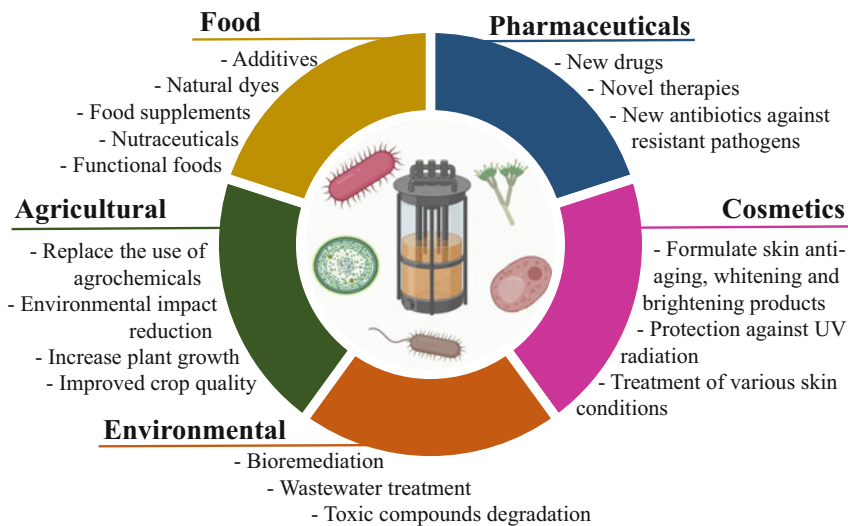 Food
- Additives
- Natural dyes
- Food supplements
- Nutraceuticals
- Functional foods
Pharmaceuticals
- New drugs
- Novel therapies
- New antibiotics against
resistant pathogens
Agricultural
- Replace the use of
agrochemicals
- Environmental impact
reduction
- Increase plant growth
- Improved crop quality
Cosmetics
- Formulate skin anti-
aging, whitening and
brightening products
- Protection against UV
radiation
- Treatment of various skin
conditions
Environmental
- Bioremediation
- Wastewater treatment
- Toxic compounds degradation